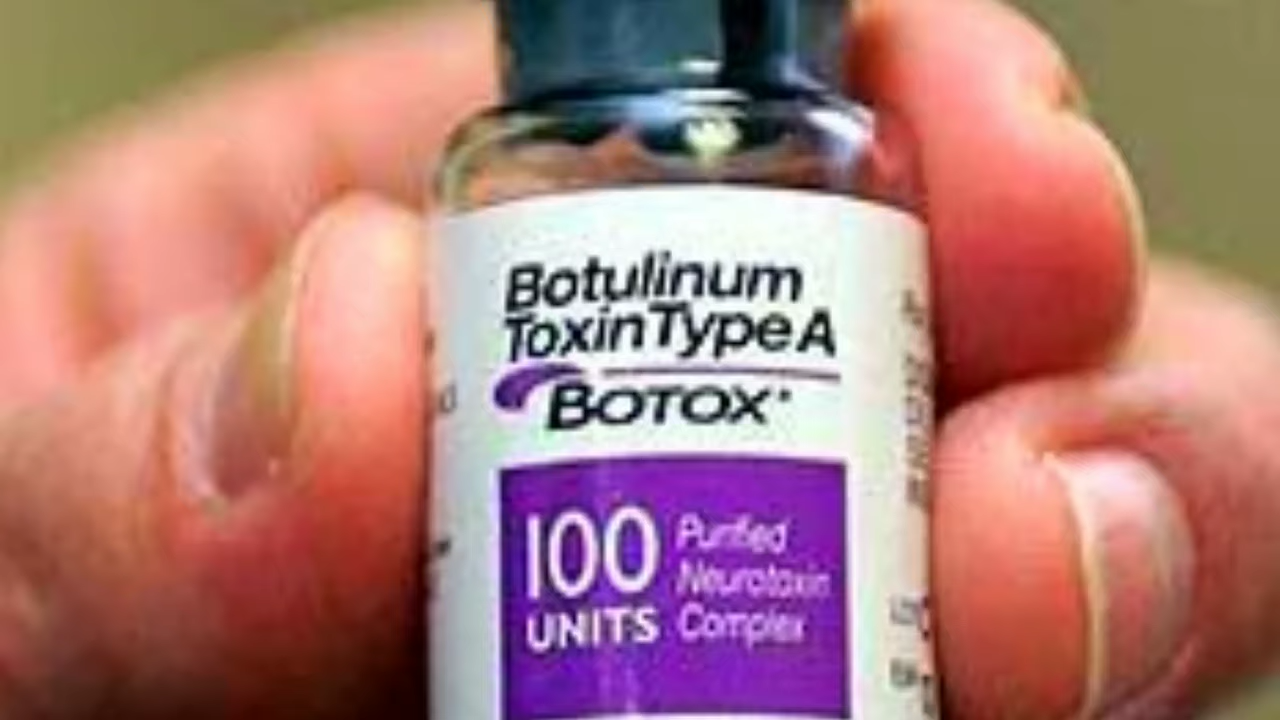 Botulinum
Toxin Type A
BOTOX®
100
UNITS
Purified
Neurotoxin
Complex